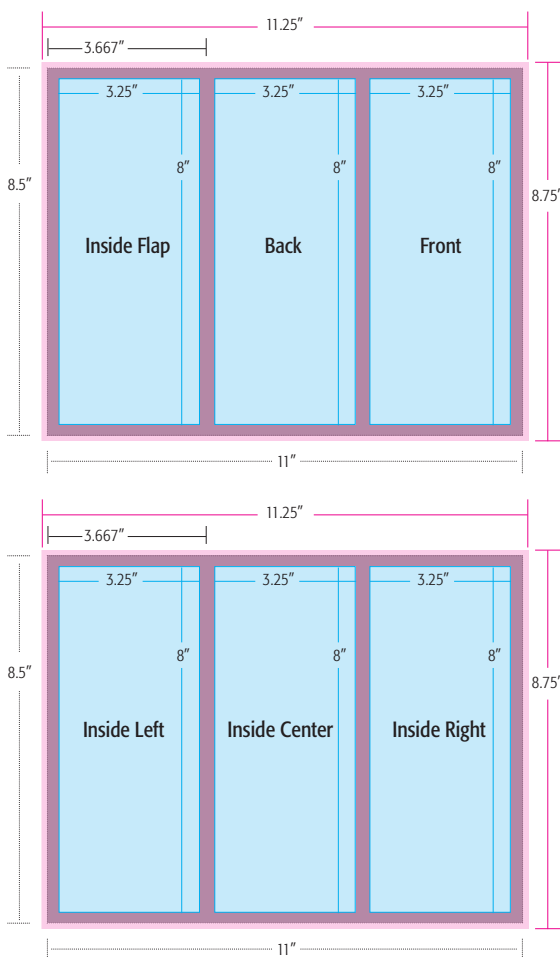 11.25″
3.667″
3.25″ 3.25″ 3.25″
8″ 8″ 8″
8.5″
8.75″
Inside Flap Back Front
11″
11.25″
3.667″
3.25″ 3.25″ 3.25″
8″ 8″ 8″
8.5″
8.75″
Inside Left Inside Center Inside Right
11″